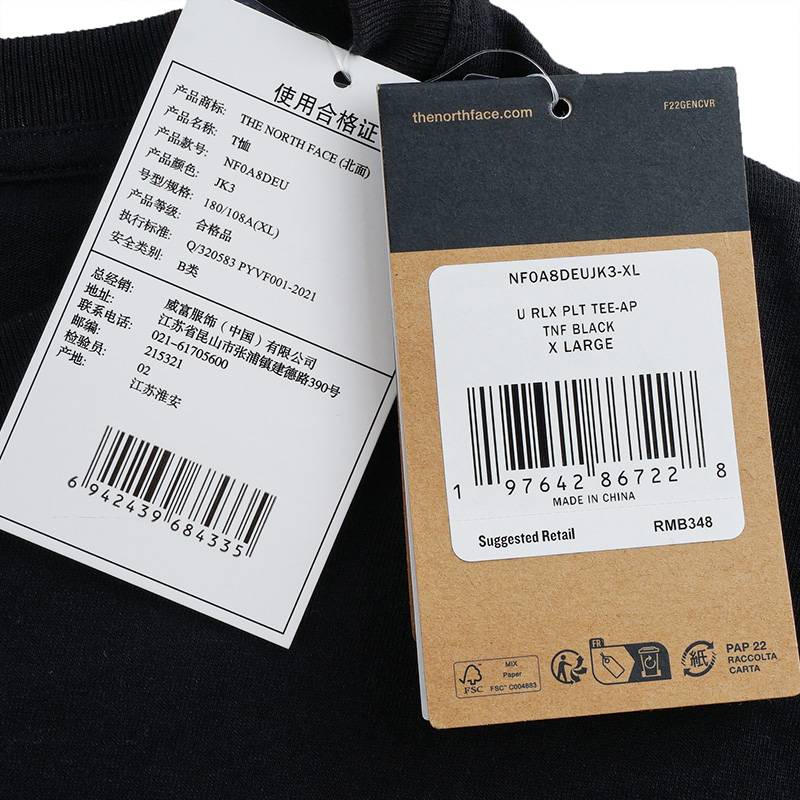 使用合格证
产品商标: THE NORTH FACE (北面)
产品名称: T恤
产品款号: NF0A8DEU
产品颜色: JK3
号型/规格: 180/108A(XL)
产品等级: 合格品
执行标准: Q/320583 PYVF001-2021
安全类别: B类
总经销: 威富服饰（中国）有限公司
地址: 江苏省昆山市张浦镇建德路390号
联系电话: 021-61705600
邮编: 215321
检验员: 02
产地: 江苏淮安
6 942439 684335
thenorthface.com
F22GENCVR
NF0A8DEUJK3-XL
U RLX PLT TEE-AP
TNF BLACK
X LARGE
1 97642 86722 8
MADE IN CHINA
Suggested Retail RMB348
FSC
MIX
Paper
FSC™ C004883
FR
紙
PAP 22
RACCOLTA
CARTA